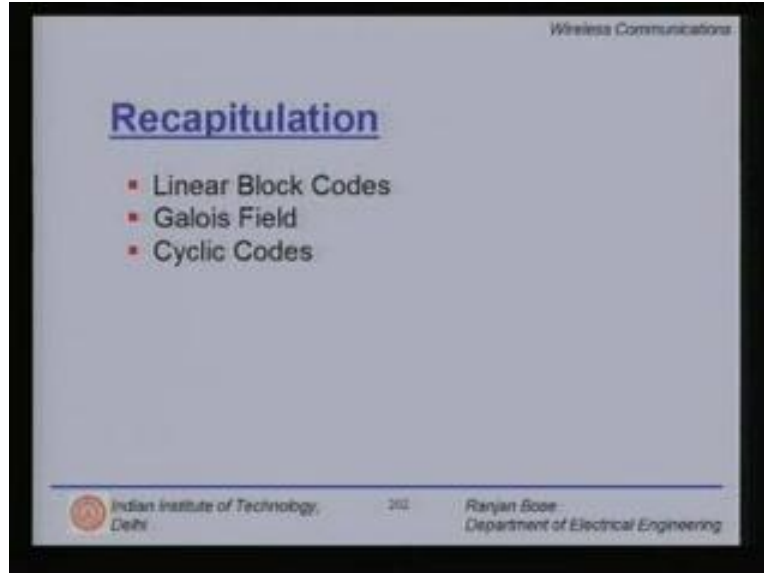 Wireless Communications
Recapitulation
Linear Block Codes
Galois Field
Cyclic Codes
Indian Institute of Technology,
Delhi
202
Ranjan Bose
Department of Electrical Engineering